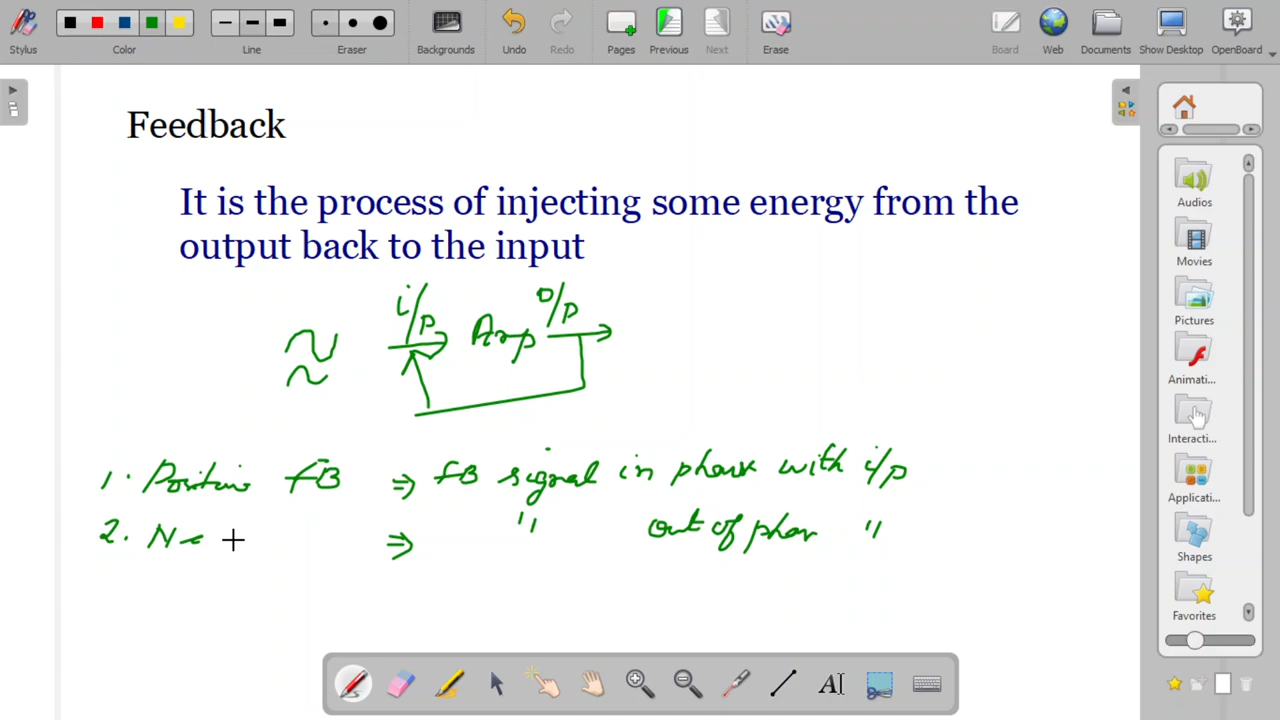 Stylus Color Line Eraser Backgrounds Undo Redo Pages Previous Next Erase Board Web Documents Show Desktop OpenBoard
Feedback
It is the process of injecting some energy from the
output back to the input
i/p Amp o/p
1. Positive FB ⇒ FB signal in phase with i/p
2. Ne ⇒ " out of phase "
Audios
Movies
Pictures
Animati...
Interacti...
Applicati...
Shapes
Favorites
AI